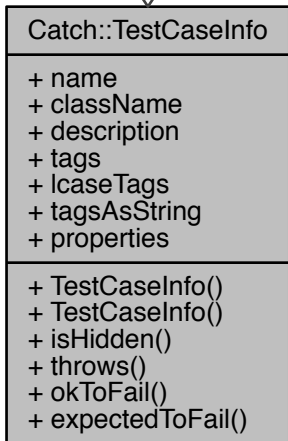 Catch::TestCaseInfo
+ name
+ className
+ description
+ tags
+ lcaseTags
+ tagsAsString
+ properties
+ TestCaseInfo()
+ TestCaseInfo()
+ isHidden()
+ throws()
+ okToFail()
+ expectedToFail()